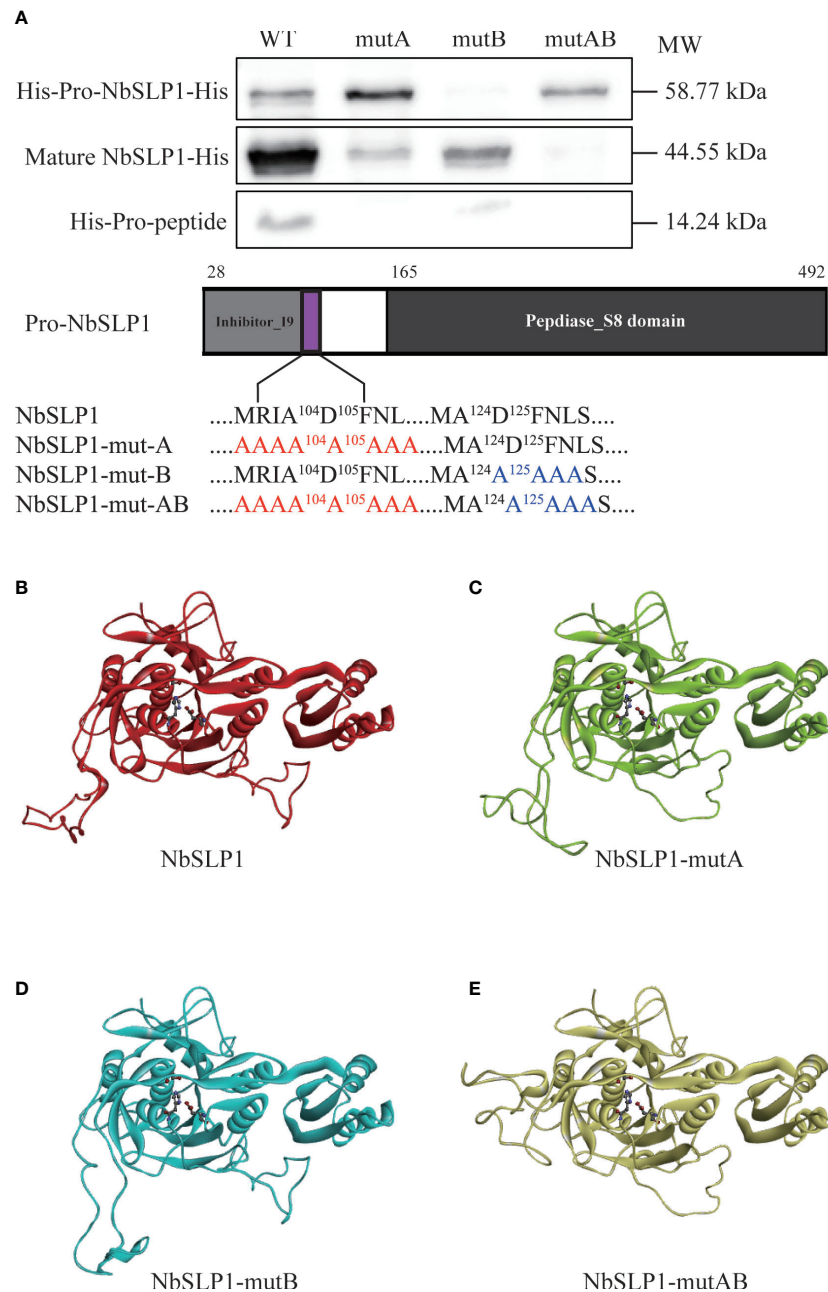 A
WT mutA mutB mutAB MW
His-Pro-NbSLP1-His 58.77 kDa
Mature NbSLP1-His 44.55 kDa
His-Pro-peptide 14.24 kDa
28 165 492
Pro-NbSLP1 Inhibitor_I9 Pepdiase_S8 domain
NbSLP1 ....MRIA¹⁰⁴D¹⁰⁵FNL....MA¹²⁴D¹²⁵FNLS....
NbSLP1-mut-A ....AAAA¹⁰⁴A¹⁰⁵AAA....MA¹²⁴D¹²⁵FNLS....
NbSLP1-mut-B ....MRIA¹⁰⁴D¹⁰⁵FNL....MA¹²⁴A¹²⁵AAAS....
NbSLP1-mut-AB ....AAAA¹⁰⁴A¹⁰⁵AAA....MA¹²⁴A¹²⁵AAAS....
B C
NbSLP1 NbSLP1-mutA
D E
NbSLP1-mutB NbSLP1-mutAB